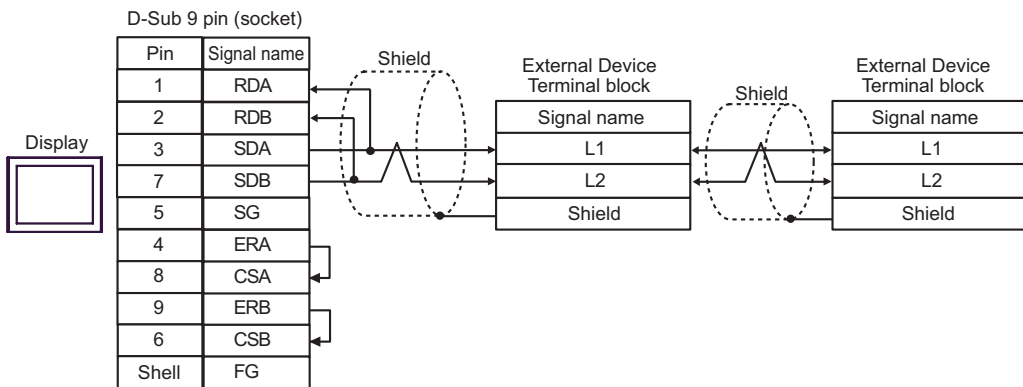 D-Sub 9 pin (socket)
Pin Signal name
1 RDA
2 RDB
3 SDA
7 SDB
5 SG
4 ERA
8 CSA
9 ERB
6 CSB
Shell FG
Display
Shield
External Device
Terminal block
Signal name
L1
L2
Shield
Shield
External Device
Terminal block
Signal name
L1
L2
Shield